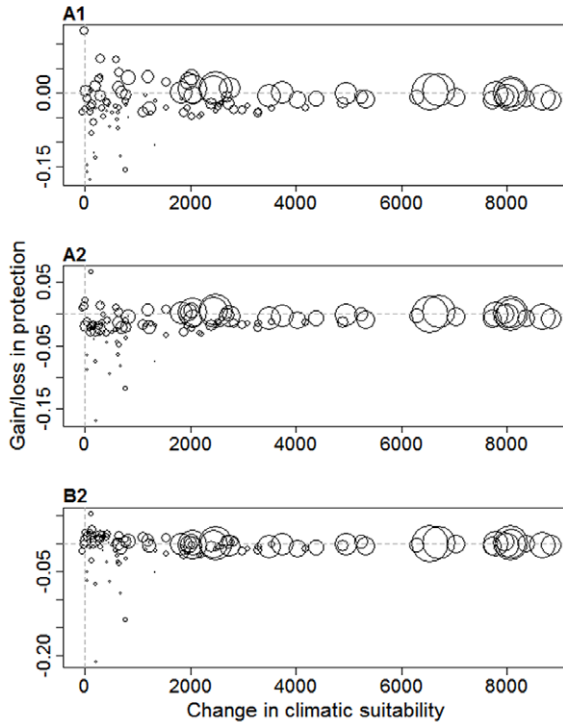 A1
0.00
-0.15
0 2000 4000 6000 8000
A2
0.05
-0.05
-0.15
0 2000 4000 6000 8000
Gain/loss in protection
B2
-0.05
-0.20
0 2000 4000 6000 8000
Change in climatic suitability